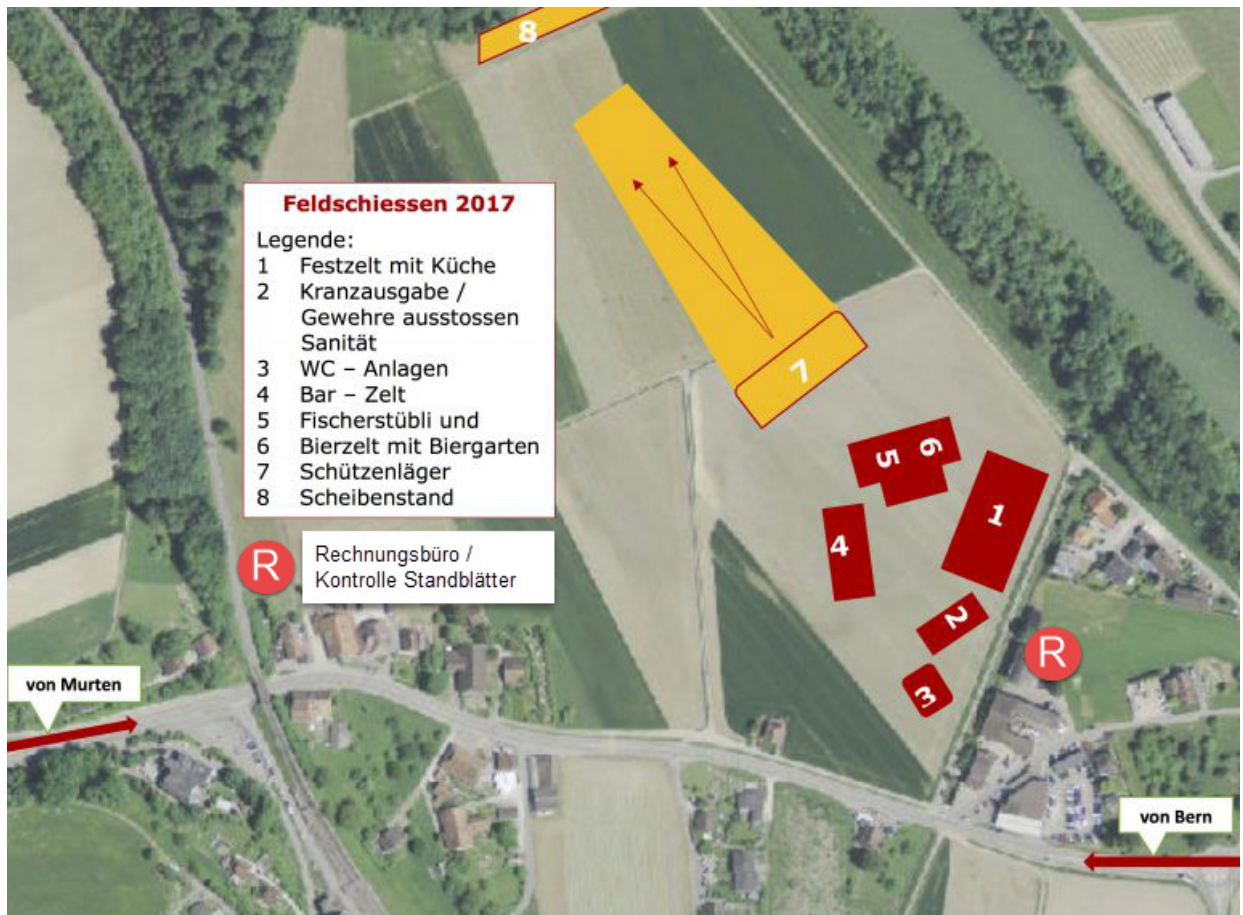 8
Feldschiessen 2017
Legende:
1 Festzelt mit Küche
2 Kranzausgabe /
Gewehre ausstossen
Sanität
3 WC – Anlagen
4 Bar – Zelt
5 Fischerstübli und
6 Bierzelt mit Biergarten
7 Schützenläger
8 Scheibenstand
R Rechnungsbüro /
Kontrolle Standblätter
7
5 6
1
4
2
R
3
von Murten
von Bern